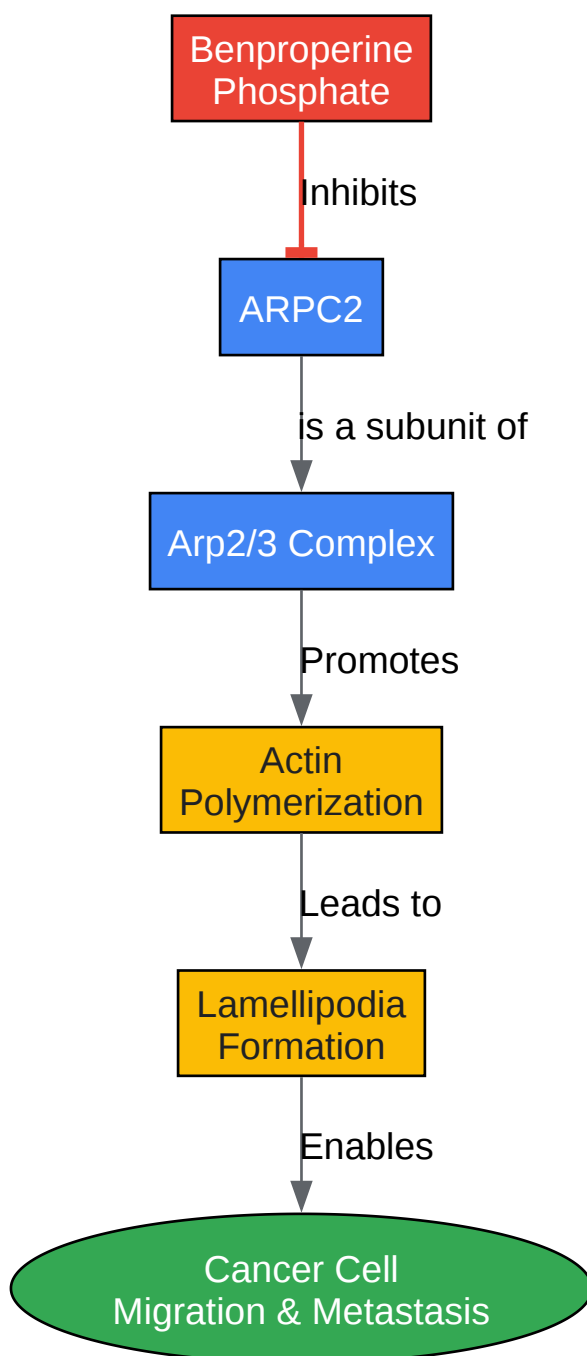 Benproperine
Phosphate
Inhibits
ARPC2
is a subunit of
Arp2/3 Complex
Promotes
Actin
Polymerization
Leads to
Lamellipodia
Formation
Enables
Cancer Cell
Migration & Metastasis